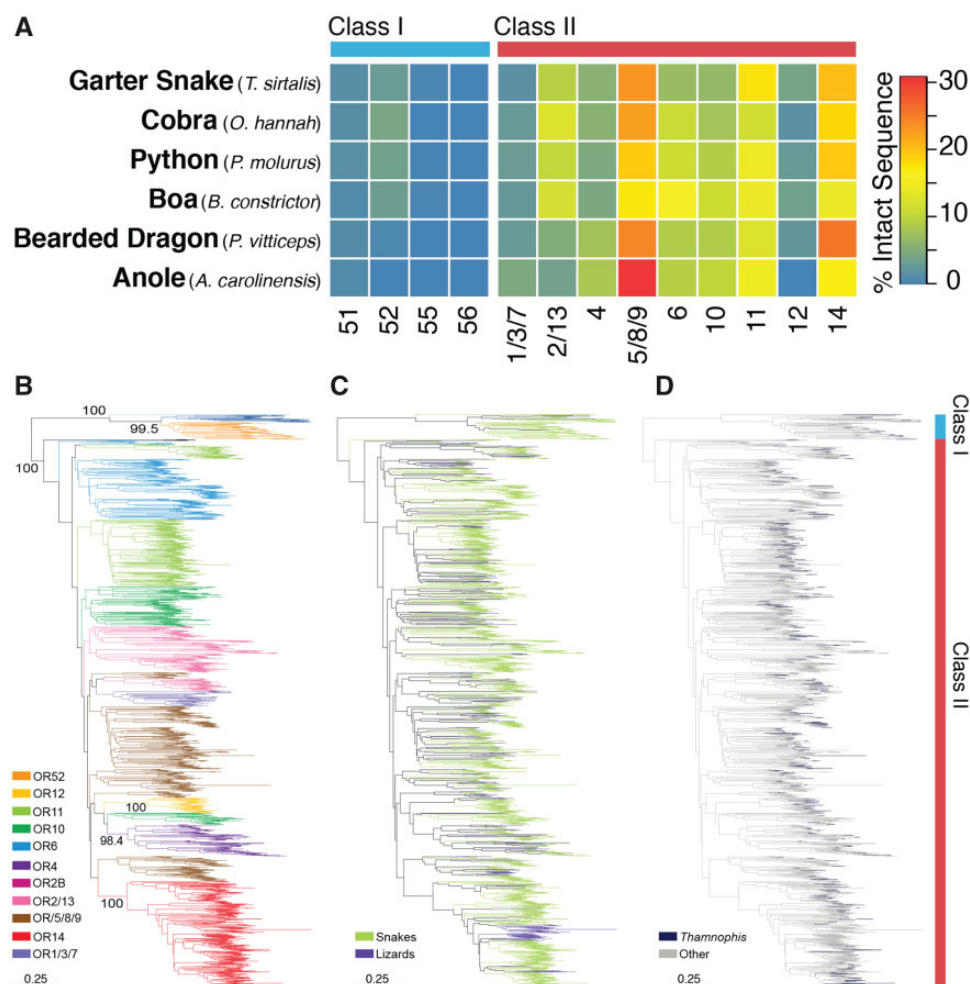 A
Class I
Class II
Garter Snake (T. sirtalis)
Cobra (O. hannah)
Python (P. molurus)
Boa (B. constrictor)
Bearded Dragon (P. vitticeps)
Anole (A. carolinensis)
51 52 55 56 1/3/7 2/13 4 5/8/9 6 10 11 12 14
30
20
10
0
% Intact Sequence
B
100
99.5
100
100
98.4
100
OR52
OR12
OR11
OR10
OR6
OR4
OR2B
OR2/13
OR/5/8/9
OR14
OR1/3/7
0.25
C
Snakes
Lizards
0.25
D
Thamnophis
Other
0.25
Class I
Class II